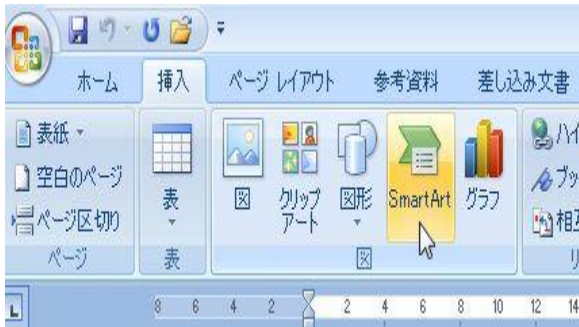 ホーム 挿入 ページ レイアウト 参考資料 差し込み文書
表紙
空白のページ
ページ区切り
ページ
表
表
図
クリップ
アート
図形
SmartArt
グラフ
図
8 6 4 2 2 4 6 8 10 12 14